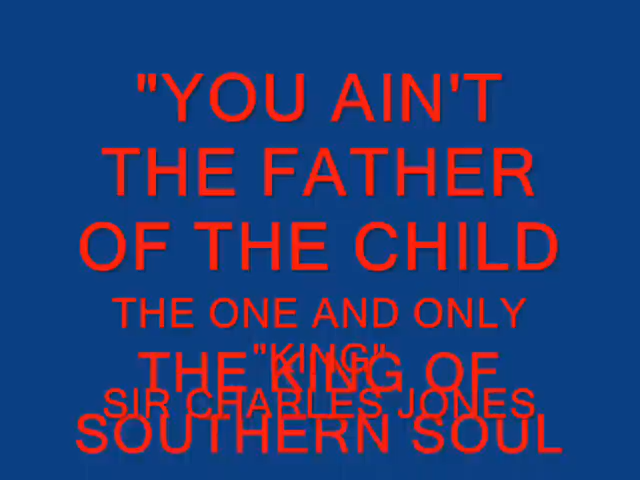 "YOU AIN'T
THE FATHER
OF THE CHILD
THE ONE AND ONLY
"KING"
THE KING OF
SIR CHARLES JONES
SOUTHERN SOUL